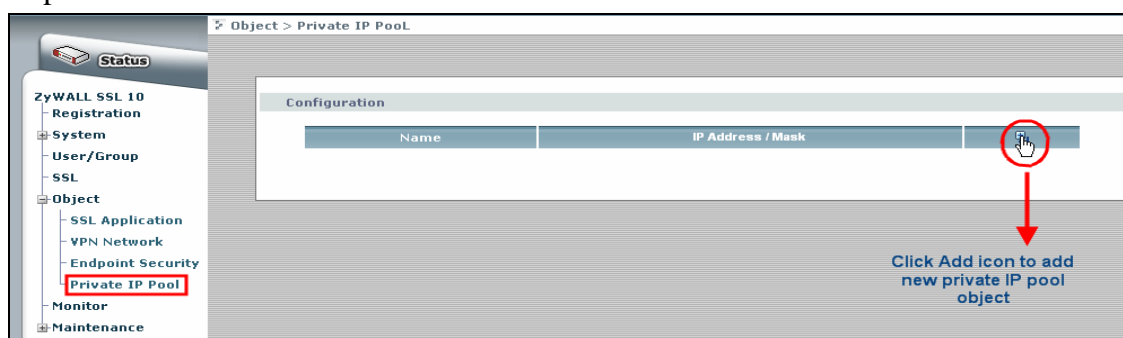 Object > Private IP PooL
Status
ZyWALL SSL 10
Registration
System
User/Group
SSL
Object
SSL Application
VPN Network
Endpoint Security
Private IP Pool
Monitor
Maintenance
Configuration
Name
IP Address / Mask
Click Add icon to add
new private IP pool
object